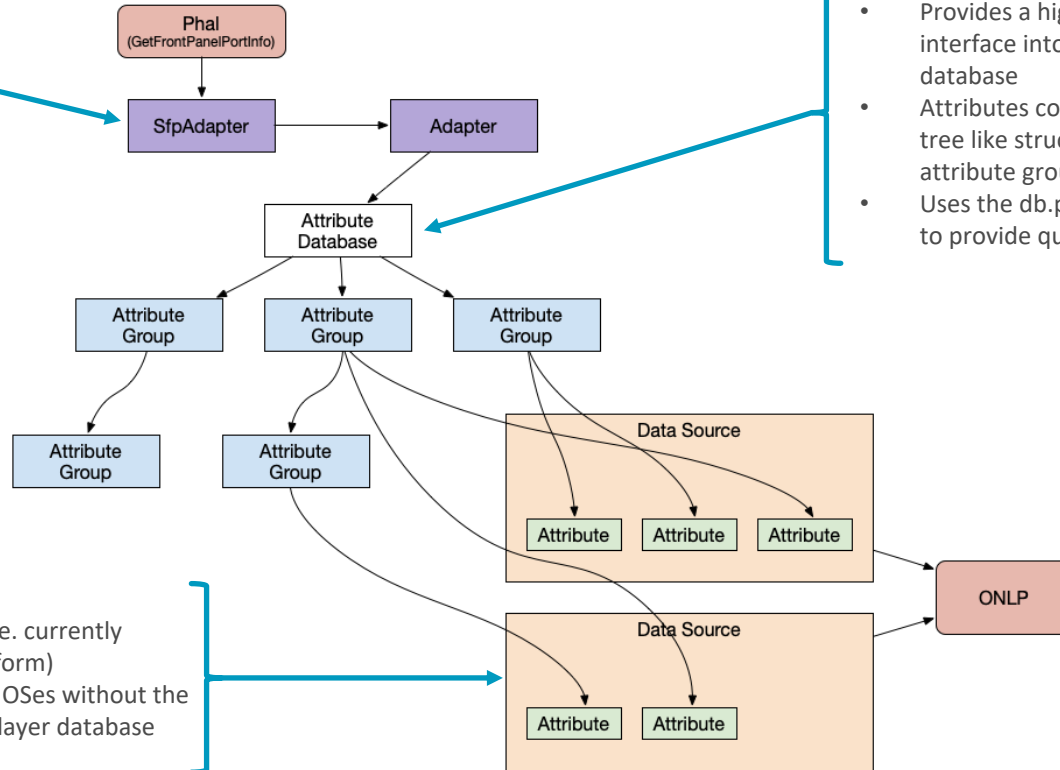 Phal
(GetFrontPanelPortInfo)
SfpAdapter
Adapter
Attribute
Database
• Provides a hig
interface into
database
• Attributes co
tree like struc
attribute grou
• Uses the db.p
to provide qu
Attribute
Group
Attribute
Group
Attribute
Group
Attribute
Group
Attribute
Group
Data Source
Attribute
Attribute
Attribute
ONLP
Data Source
Attribute
Attribute
e. currently
form)
OSes without the
layer database